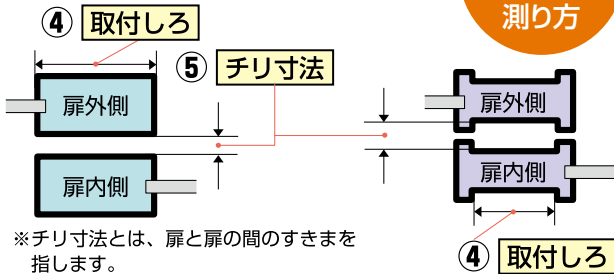 測り方
④ 取付しろ
⑤ チリ寸法
扉外側
扉内側
扉外側
扉内側
④ 取付しろ
※チリ寸法とは、扉と扉の間のすきまを
指します。